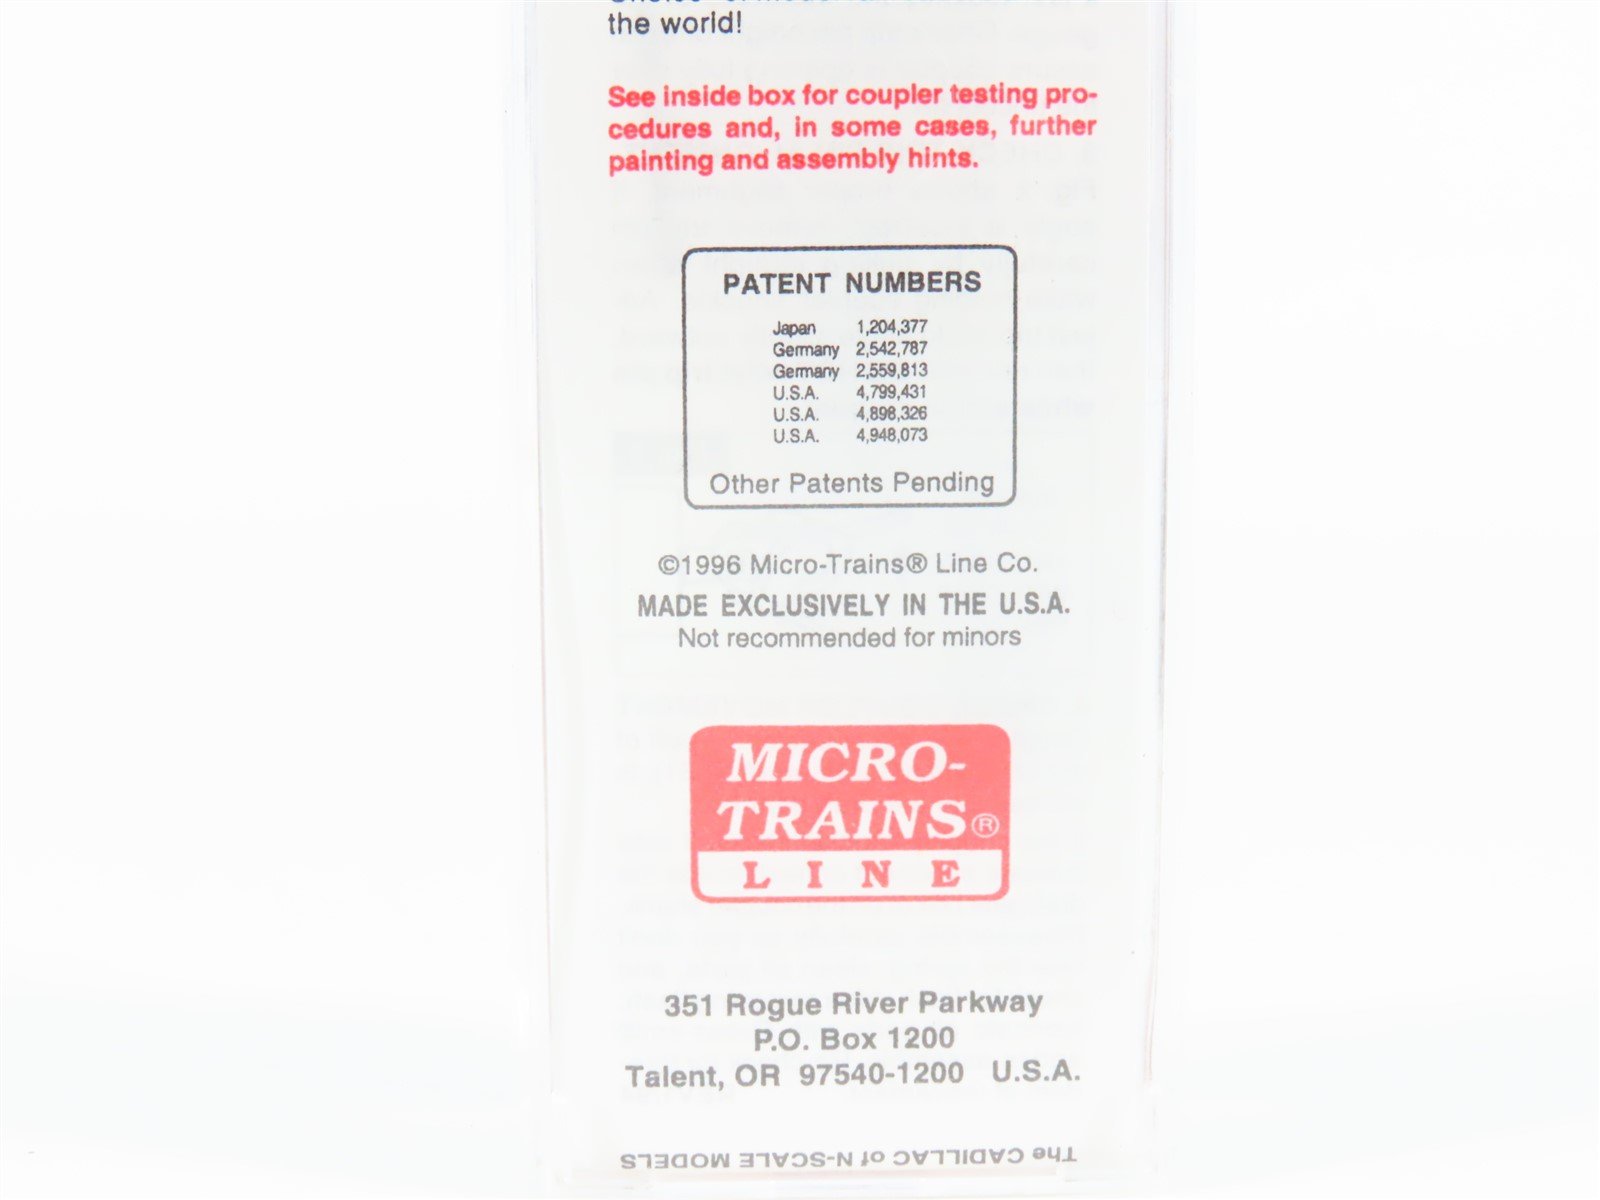 the world!
See inside box for coupler testing pro-
cedures and, in some cases, further
painting and assembly hints.
PATENT NUMBERS
Japan 1,204,377
Germany 2,542,787
Germany 2,559,813
U.S.A. 4,799,431
U.S.A. 4,898,326
U.S.A. 4,948,073
Other Patents Pending
©1996 Micro-Trains® Line Co.
MADE EXCLUSIVELY IN THE U.S.A.
Not recommended for minors
MICRO-
TRAINS®
LINE
351 Rogue River Parkway
P.O. Box 1200
Talent, OR 97540-1200 U.S.A.
The CADILLAC of N-SCALE MODELS